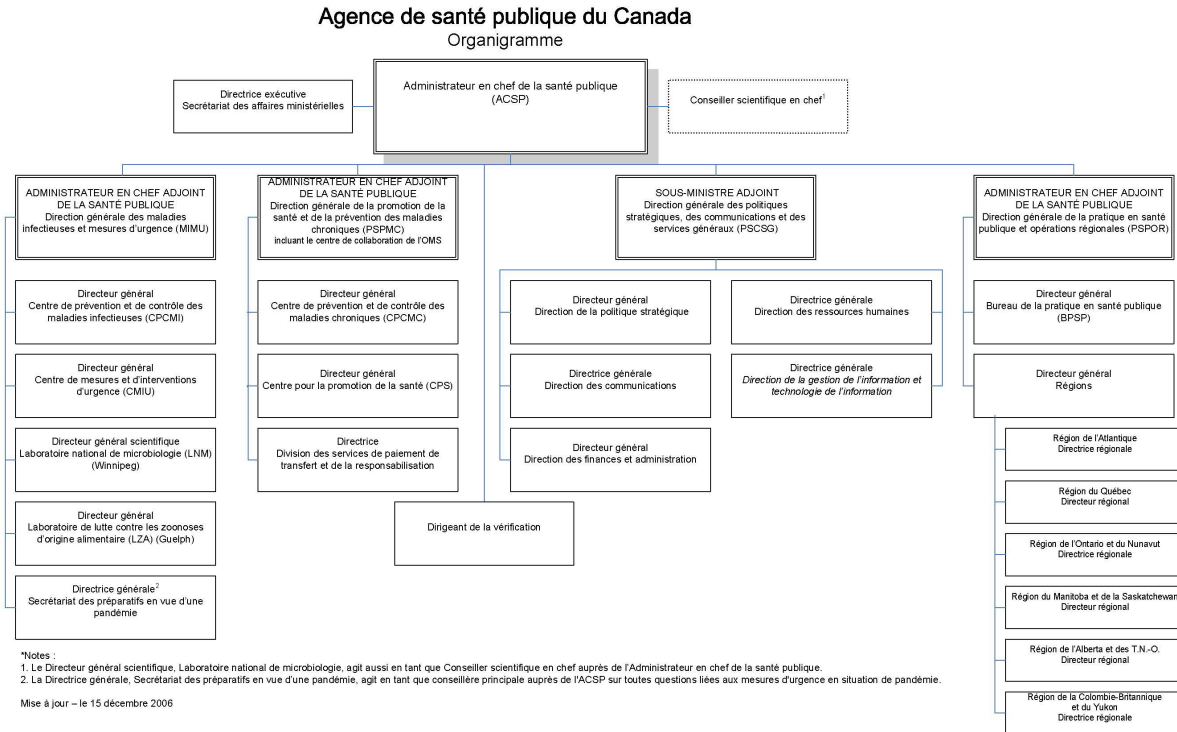 Agence de santé publique du Canada
Organigramme
Directrice exécutive
Secrétariat des affaires ministérielles
Administrateur en chef de la santé publique
(ACSP)
Conseiller scientifique en chef1
ADMINISTRATEUR EN CHEF ADJOINT
DE LA SANTÉ PUBLIQUE
Direction générale des maladies
infectieuses et mesures d'urgence (MIMU)
ADMINISTRATEUR EN CHEF ADJOINT
DE LA SANTÉ PUBLIQUE
Direction générale de la promotion de la
santé et de la prévention des maladies
chroniques (PSPMC)
incluant le centre de collaboration de l'OMS
SOUS-MINISTRE ADJOINT
Direction générale des politiques
stratégiques, des communications et des
services généraux (PSCSG)
ADMINISTRATEUR EN CHEF ADJOINT
DE LA SANTÉ PUBLIQUE
Direction générale de la pratique en santé
publique et opérations régionales (PSPOR)
Directeur général
Centre de prévention et de contrôle des
maladies infectieuses (CPCMI)
Directeur général
Centre de mesures et d'interventions
d'urgence (CMIU)
Directeur général scientifique
Laboratoire national de microbiologie (LNM)
(Winnipeg)
Directeur général
Laboratoire de lutte contre les zoonoses
d'origine alimentaire (LZA) (Guelph)
Directrice générale2
Secrétariat des préparatifs en vue d'une
pandémie
Directeur général
Centre de prévention et de contrôle des
maladies chroniques (CPCMC)
Directeur général
Centre pour la promotion de la santé (CPS)
Directrice
Division des services de paiement de
transfert et de la responsabilisation
Dirigeant de la vérification
Directeur général
Direction de la politique stratégique
Directrice générale
Direction des communications
Directeur général
Direction des finances et administration
Directrice générale
Direction des ressources humaines
Directrice générale
Direction de la gestion de l'information et
technologie de l'information
Directeur général
Bureau de la pratique en santé publique
(BPSP)
Directeur général
Régions
Région de l'Atlantique
Directrice régionale
Région du Québec
Directeur régional
Région de l'Ontario et du Nunavut
Directrice régionale
Région du Manitoba et de la Saskatchewan
Directeur régional
Région de l'Alberta et des T.N.-O.
Directeur régional
Région de la Colombie-Britannique
et du Yukon
Directrice régionale
*Notes :
1. Le Directeur général scientifique, Laboratoire national de microbiologie, agit aussi en tant que Conseiller scientifique en chef auprès de l'Administrateur en chef de la santé publique.
2. La Directrice générale, Secrétariat des préparatifs en vue d'une pandémie, agit en tant que conseillère principale auprès de l'ACSP sur toutes questions liées aux mesures d'urgence en situation de pandémie.
Mise à jour – le 15 décembre 2006